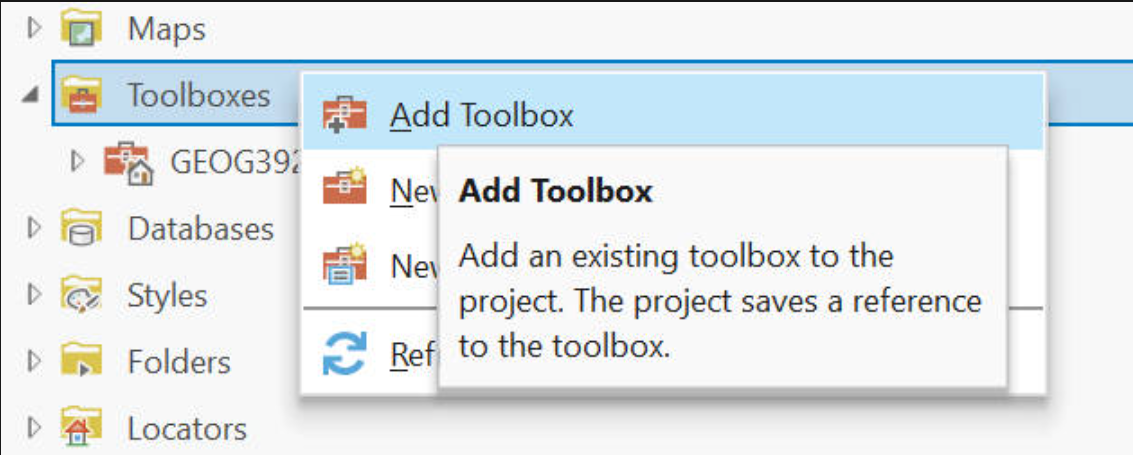 Maps
Toolboxes
Add Toolbox
GEOG392
Add Toolbox
Add an existing toolbox to the
project. The project saves a reference
to the toolbox.
Databases
Styles
Folders
Locators